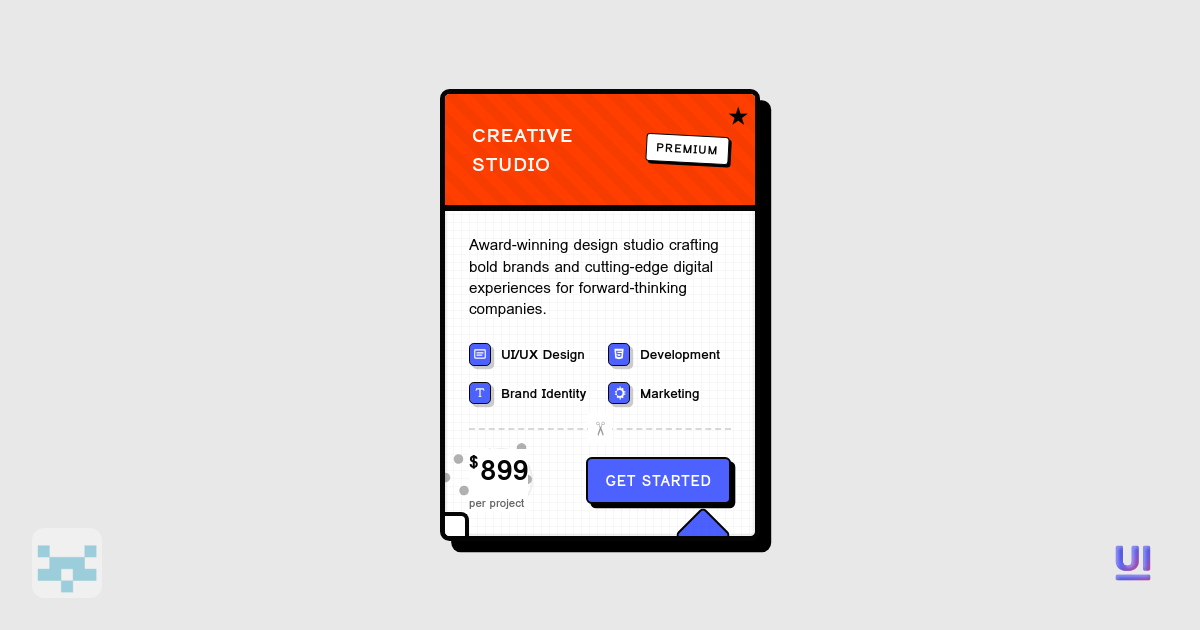 CREATIVE
STUDIO
PREMIUM
Award-winning design studio crafting
bold brands and cutting-edge digital
experiences for forward-thinking
companies.
UI/UX Design
Development
T
Brand Identity
Marketing
$899
per project
GET STARTED
UI